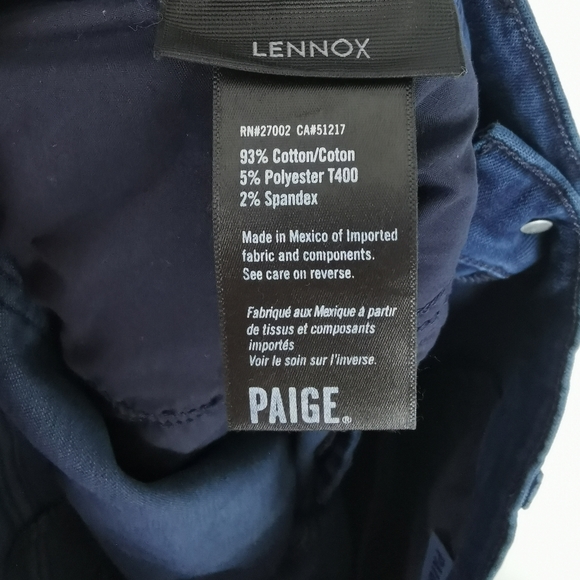 LENNOX
RN#27002 CA#51217
93% Cotton/Coton
5% Polyester T400
2% Spandex
Made in Mexico of Imported
fabric and components.
See care on reverse.
Fabriqué aux Mexique à partir
de tissus et composants
importés
Voir le soin sur l'inverse.
PAIGE®